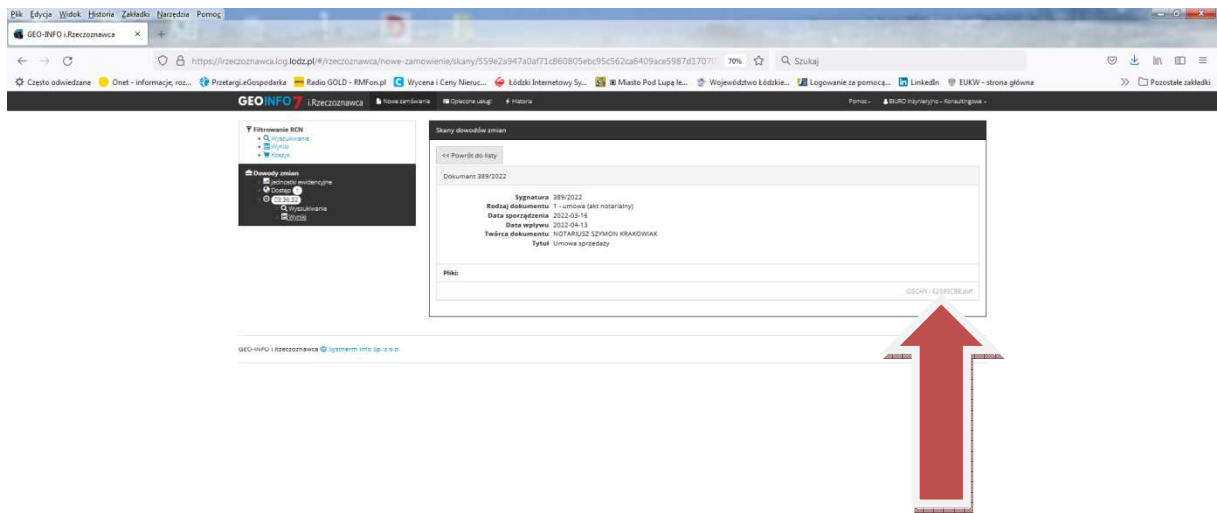 Plik Edycja Widok Historia Zakładki Narzędzia Pomoc
GEO-INFO i.Rzeczoznawca
https://irzeczoznawca.log.lodz.pl/#/rzeczoznawca/nowe-zamowienie/skany/559e2a947a0af71c860805ebc95c562ca6409ace5987d17070 70% Szukaj
Często odwiedzane Onet - informacje, roz... Przetargi.eGospodarka Radio GOLD - RMFon.pl Wycena i Ceny Nieruc... Łódzki Internetowy Sy... Miasto Pod Lupą le... Województwo Łódzkie... Logowanie za pomocą... LinkedIn EUKW - strona główna Pozostałe zakładki
GEOINFO 7 i.Rzeczoznawca Nowe zamówienie Opłacone usługi Historia Pomoc BIURO Inżynieryjno - Konsultingowe
Filtrowanie RCN
Wyszukiwanie
Wyniki
Koszyk
Dowody zmian
Jednostki ewidencyjne
Dostęp 1
03:36:32
Wyszukiwanie
Wyniki
Skany dowodów zmian
<< Powrót do listy
Dokument 389/2022
Sygnatura 389/2022
Rodzaj dokumentu 1 - umowa (akt notarialny)
Data sporządzenia 2022-03-16
Data wpływu 2022-04-13
Twórca dokumentu NOTARIUSZ SZYMON KRAKOWIAK
Tytuł Umowa sprzedaży
Pliki:
GEO-INFO i.Rzeczoznawca © Systherm Info Sp. z o.o.